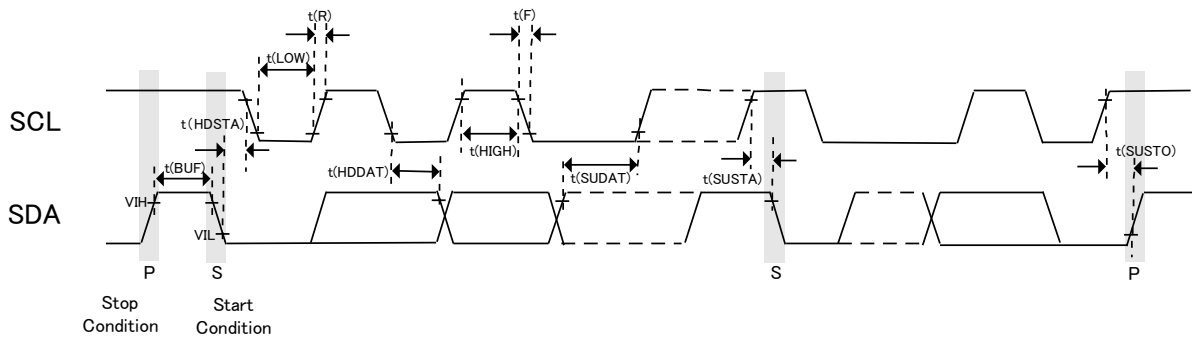 t(R)
t(F)
t(LOW)
SCL
t(HDSTA)
t(HIGH)
t(SUSTO)
t(BUF)
t(HDDAT)
t(SUDAT)
t(SUSTA)
VIH
SDA
VIL
P
S
S
P
Stop
Condition
Start
Condition